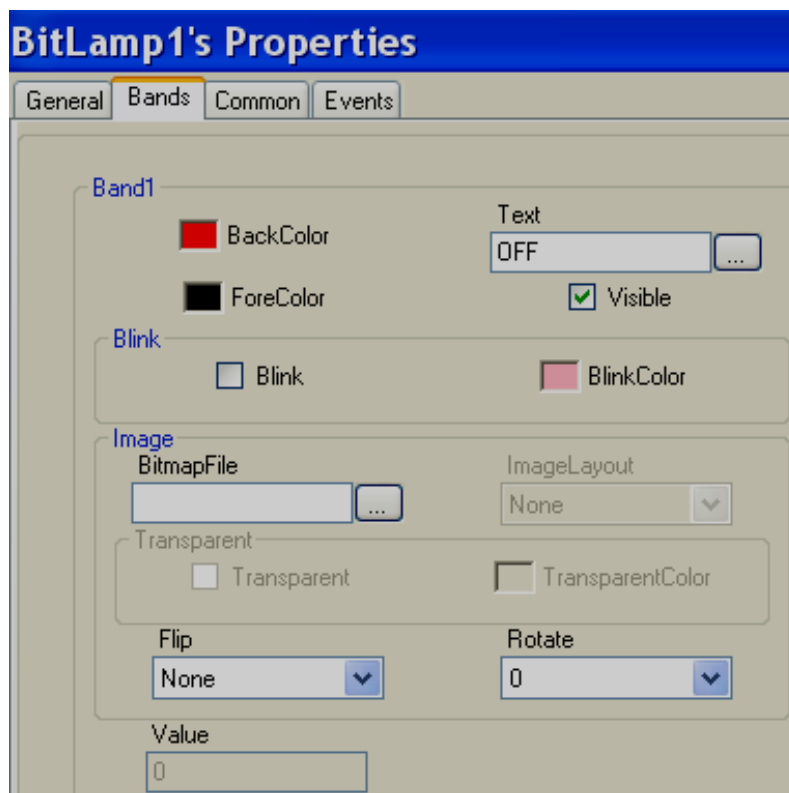 BitLamp1's Properties
General Bands Common Events
Band1
BackColor
Text
OFF ...
ForeColor
Visible
Blink
Blink BlinkColor
Image
BitmapFile ImageLayout
... None
Transparent
Transparent TransparentColor
Flip Rotate
None 0
Value
0